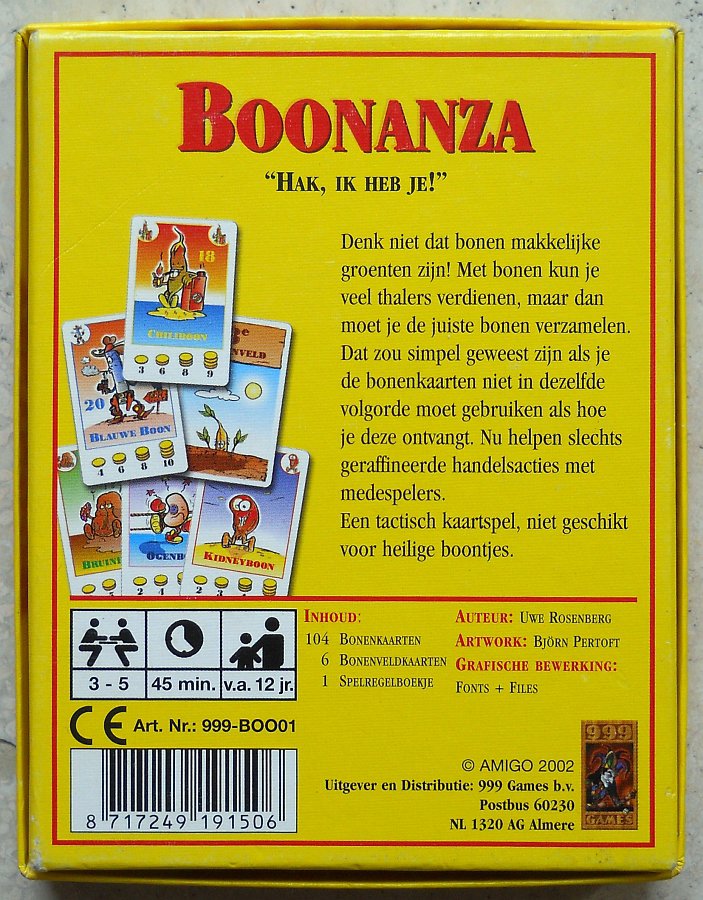 BOONANZA
“HAK, IK HEB JE!”
Denk niet dat bonen makkelijke
groenten zijn! Met bonen kun je
veel thalers verdienen, maar dan
moet je de juiste bonen verzamelen.
Dat zou simpel geweest zijn als je
de bonenkaarten niet in dezelfde
volgorde moet gebruiken als hoe
je deze ontvangt. Nu helpen slechts
geraffineerde handelsacties met
medespelers.
Een tactisch kaartspel, niet geschikt
voor heilige boontjes.
18
CHILIBOON
3 6 8 9
NVELD
20
BLAUWE BOON
4 6 8 10
BRUINE
OGENBO
KIDNEYBOON
INHOUD:
104 BONENKAARTEN
6 BONENVELDKAARTEN
1 SPELREGELBOEKJE
AUTEUR: UWE ROSENBERG
ARTWORK: BJÖRN PERTOFT
GRAFISCHE BEWERKING:
FONTS + FILES
3 - 5
45 min.
v.a. 12 jr.
CE Art. Nr.: 999-BOO01
8 717249 191506
© AMIGO 2002
Uitgever en Distributie: 999 Games b.v.
Postbus 60230
NL 1320 AG Almere
999
GAMES